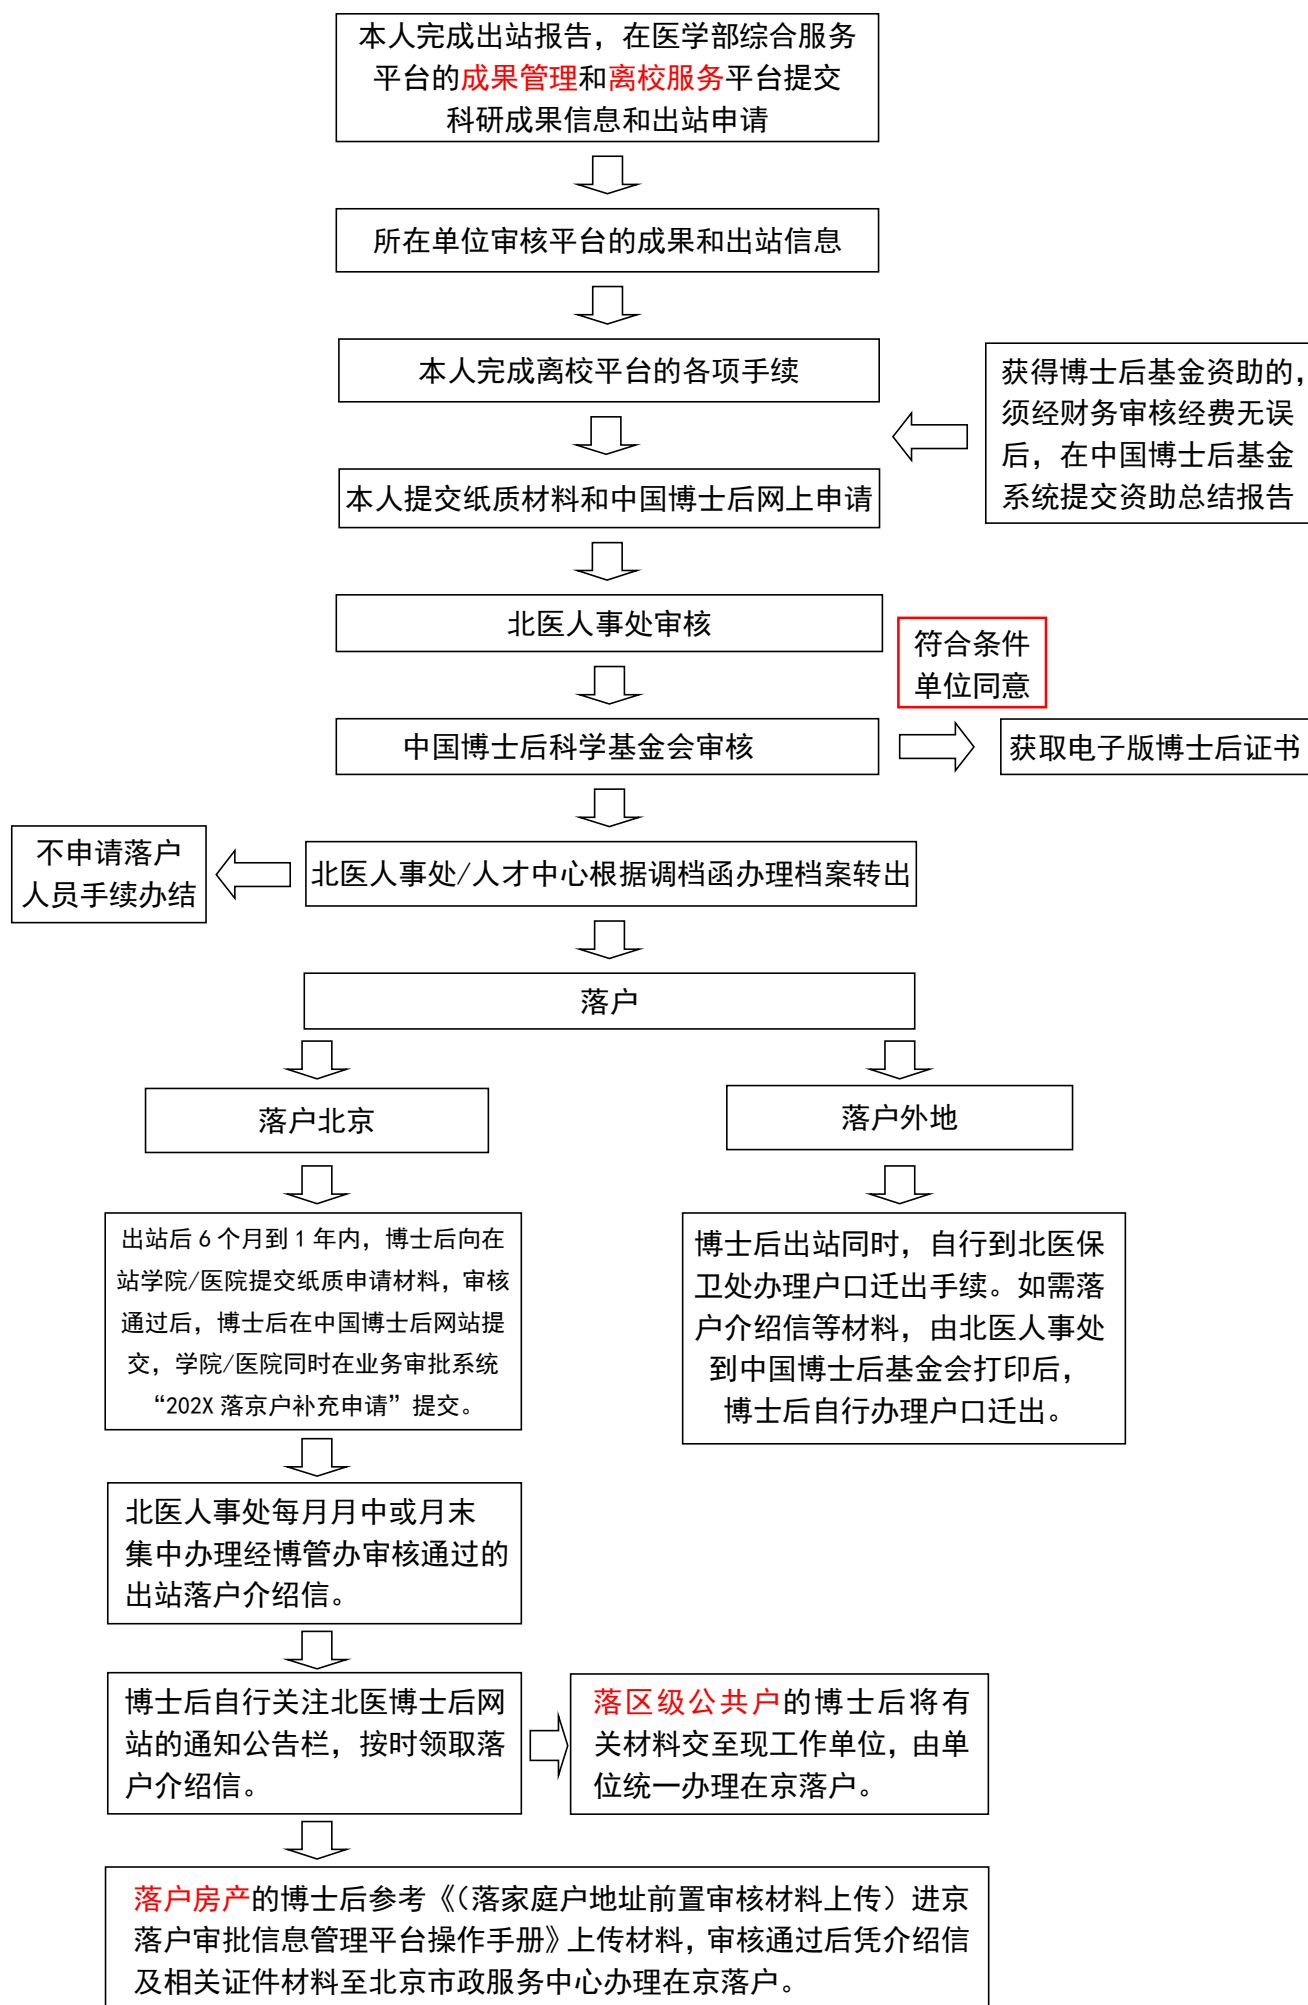 本人完成出站报告，在医学部综合服务
平台的成果管理和离校服务平台提交
科研成果信息和出站申请
所在单位审核平台的成果和出站信息
本人完成离校平台的各项手续
获得博士后基金资助的，
须经财务审核经费无误
后，在中国博士后基金
系统提交资助总结报告
本人提交纸质材料和中国博士后网上申请
北医人事处审核
符合条件
单位同意
中国博士后科学基金会审核
获取电子版博士后证书
不申请落户
人员手续办结
北医人事处/人才中心根据调档函办理档案转出
落户
落户北京
落户外地
出站后 6 个月到 1 年内，博士后向在
站学院/医院提交纸质申请材料，审核
通过后，博士后在中国博士后网站提
交，学院/医院同时在业务审批系统
“202X 落京户补充申请”提交。
博士后出站同时，自行到北医保
卫处办理户口迁出手续。如需落
户介绍信等材料，由北医人事处
到中国博士后基金会打印后，
博士后自行办理户口迁出。
北医人事处每月月中或月末
集中办理经博管办审核通过的
出站落户介绍信。
博士后自行关注北医博士后网
站的通知公告栏，按时领取落
户介绍信。
落区级公共户的博士后将有
关材料交至现工作单位，由单
位统一办理在京落户。
落户房产的博士后参考《（落家庭户地址前置审核材料上传）进京
落户审批信息管理平台操作手册》上传材料，审核通过后凭介绍信
及相关证件材料至北京市政服务中心办理在京落户。